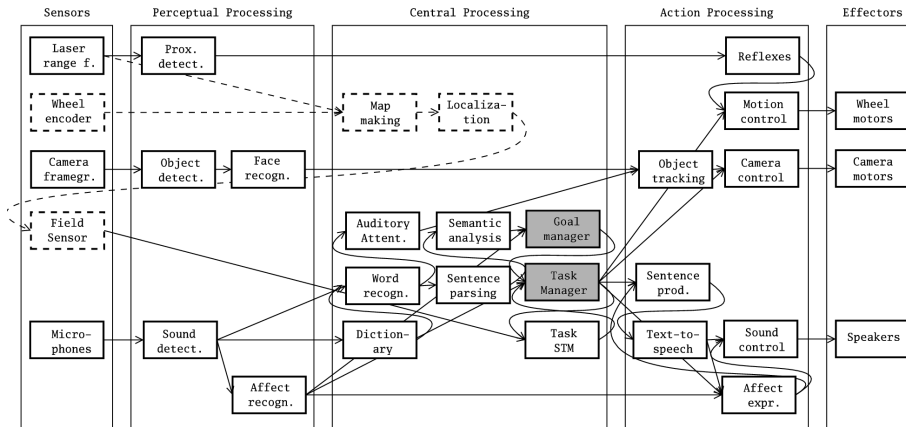 Sensors
Perceptual Processing
Central Processing
Action Processing
Effectors
Laser
range f.
Prox.
detect.
Reflexes
Wheel
encoder
Map
making
Localiza-
tion
Motion
control
Wheel
motors
Camera
framegr.
Object
detect.
Face
recogn.
Object
tracking
Camera
control
Camera
motors
Field
Sensor
Auditory
Attent.
Semantic
analysis
Goal
manager
Word
recogn.
Sentence
parsing
Task
Manager
Sentence
prod.
Micro-
phones
Sound
detect.
Diction-
ary
Task
STM
Text-to-
speech
Sound
control
Speakers
Affect
recogn.
Affect
expr.